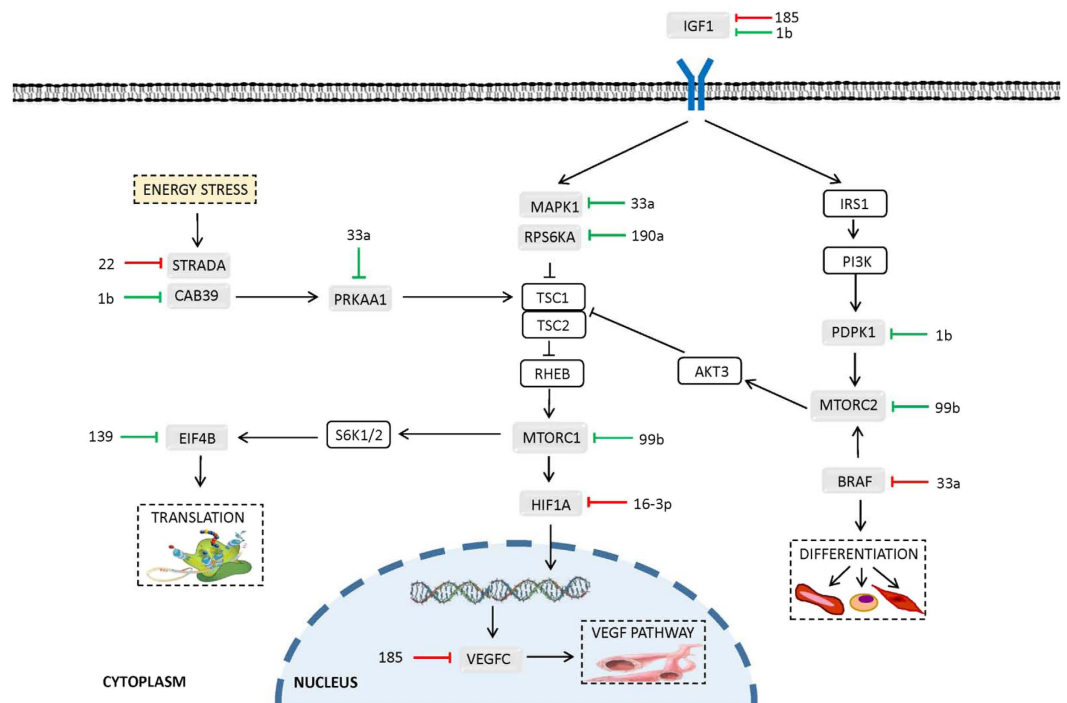 IGF1
185
1b
ENERGY STRESS
MAPK1
33a
IRS1
RPS6KA
190a
33a
22
STRADA
PI3K
1b
CAB39
PRKAA1
TSC1
TSC2
PDPK1
1b
RHEB
AKT3
MTORC2
99b
139
EIF4B
S6K1/2
MTORC1
99b
BRAF
33a
HIF1A
16-3p
TRANSLATION
DIFFERENTIATION
VEGF PATHWAY
185
VEGFC
CYTOPLASM
NUCLEUS